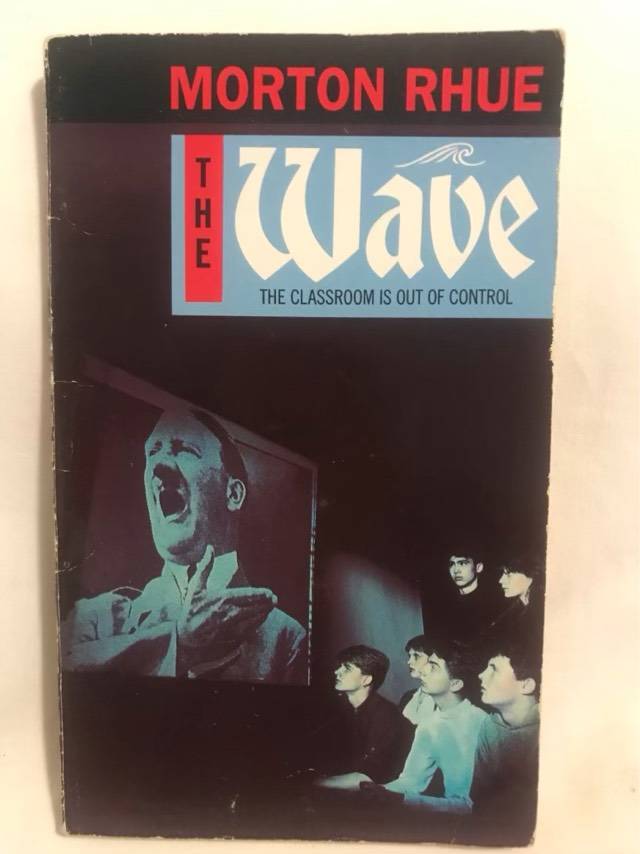 MORTON RHUE
THE
Wave
THE CLASSROOM IS OUT OF CONTROL